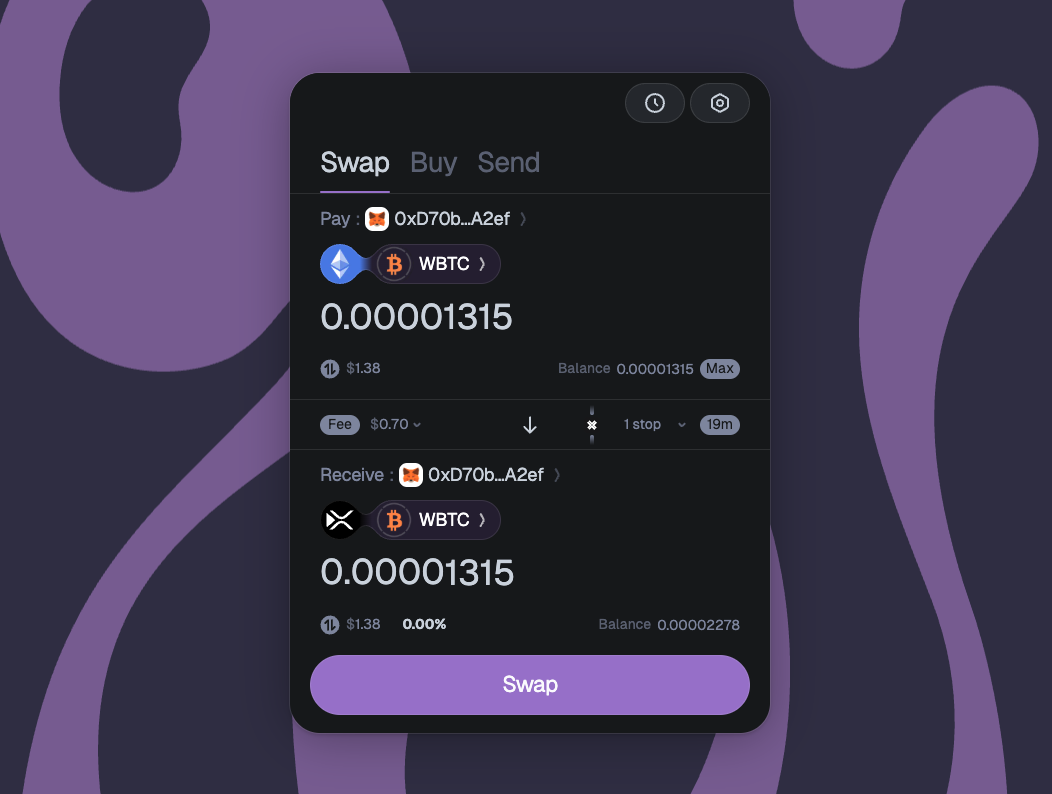 Swap Buy Send
Pay : 0xD70b...A2ef
WBTC
0.00001315
$1.38 Balance 0.00001315 Max
Fee $0.70 1 stop 19m
Receive : 0xD70b...A2ef
WBTC
0.00001315
$1.38 0.00% Balance 0.00002278
Swap